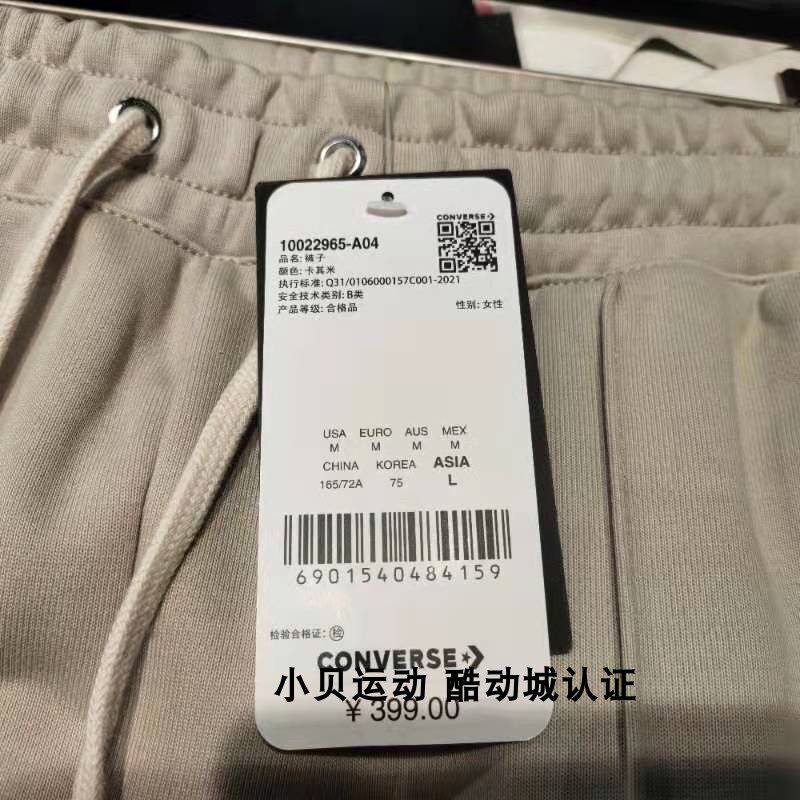 CONVERSE
10022965-A04
品名: 裤子
颜色: 卡其米
执行标准: Q31/0106000157C001-2021
安全技术类别: B类
产品等级: 合格品 性别: 女性
USA EURO AUS MEX
M M M M
CHINA KOREA ASIA
165/72A 75 L
6901540484159
检验合格证: 检
CONVERSE
小贝运动 酷动城认证
¥ 399.00